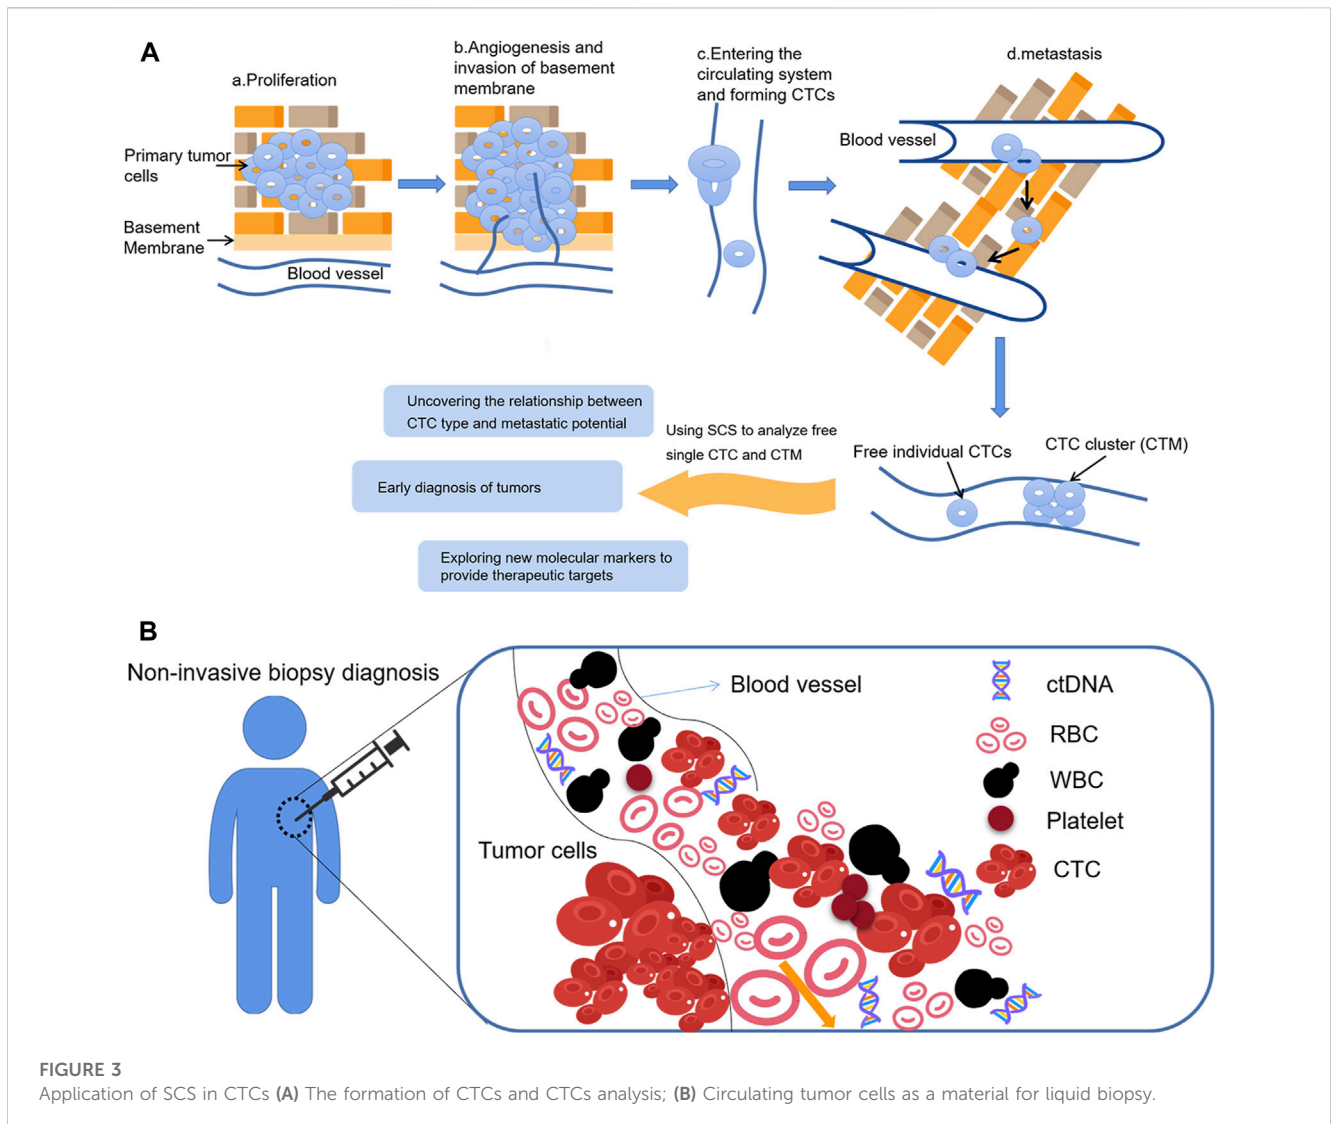 A
a.Proliferation
b.Angiogenesis and
invasion of basement
membrane
c.Entering the
circulating system
and forming CTCs
d.metastasis
Primary tumor
cells
Basement
Membrane
Blood vessel
Blood vessel
Uncovering the relationship between
CTC type and metastatic potential
Early diagnosis of tumors
Exploring new molecular markers to
provide therapeutic targets
Using SCS to analyze free
single CTC and CTM
Free individual CTCs
CTC cluster (CTM)
B
Non-invasive biopsy diagnosis
Blood vessel
Tumor cells
ctDNA
RBC
WBC
Platelet
CTC
FIGURE 3
Application of SCS in CTCs (A) The formation of CTCs and CTCs analysis; (B) Circulating tumor cells as a material for liquid biopsy.